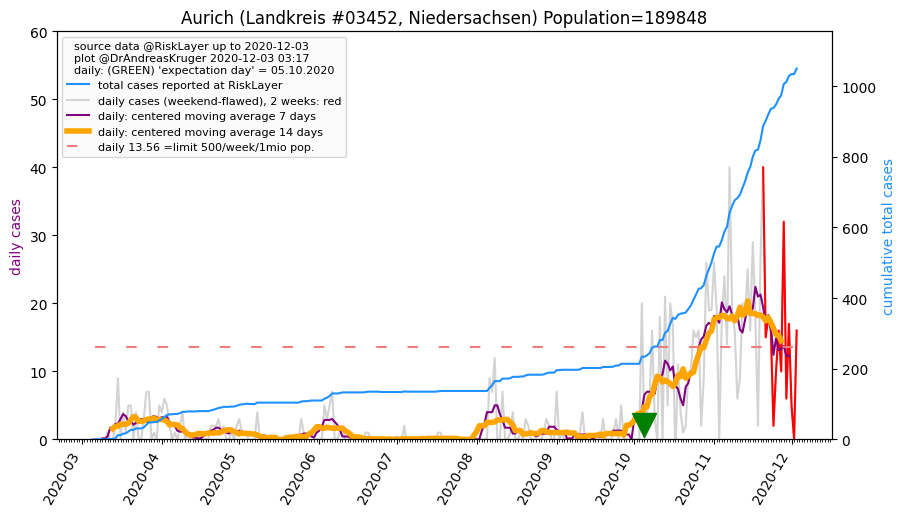 Aurich (Landkreis #03452, Niedersachsen) Population=189848
source data @RiskLayer up to 2020-12-03
plot @DrAndreasKruger 2020-12-03 03:17
daily: (GREEN) 'expectation day' = 05.10.2020
total cases reported at RiskLayer
daily cases (weekend-flawed), 2 weeks: red
daily: centered moving average 7 days
daily: centered moving average 14 days
daily 13.56 =limit 500/week/1mio pop.
daily cases
60
50
40
30
20
10
0
cumulative total cases
1000
800
600
400
200
0
2020-03
2020-04
2020-05
2020-06
2020-07
2020-08
2020-09
2020-10
2020-11
2020-12